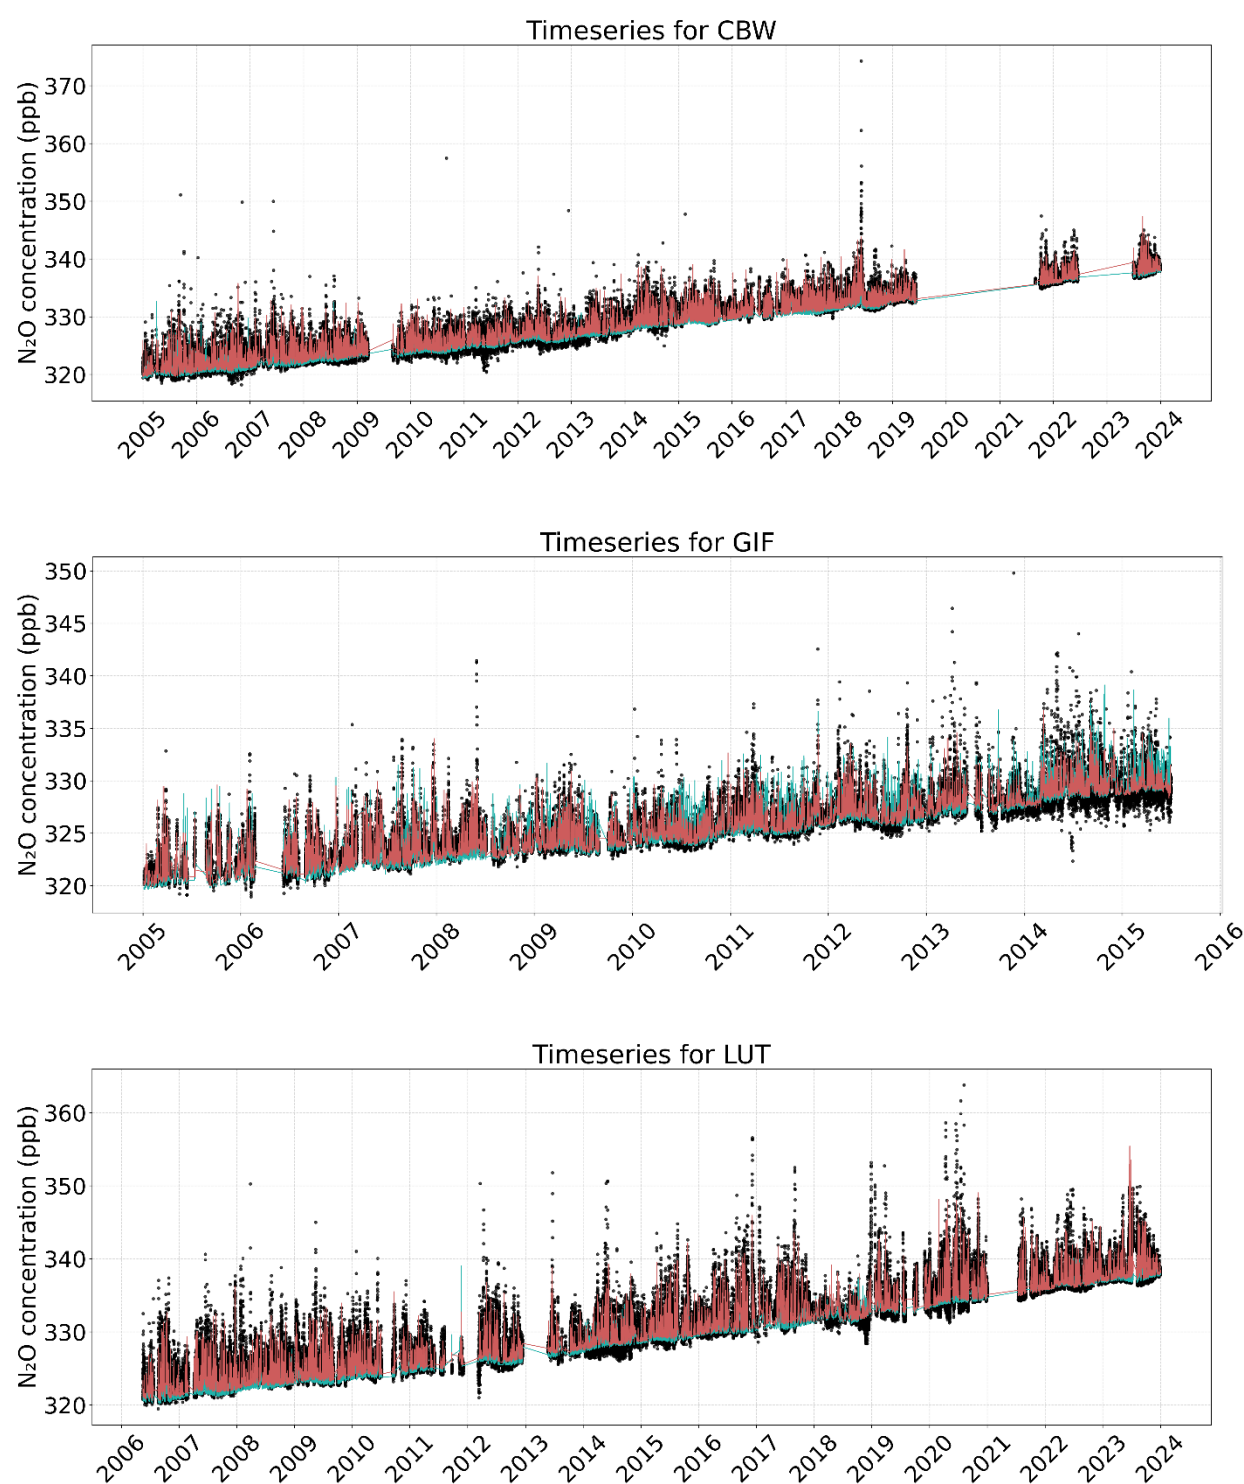 Timeseries for CBW
N₂O concentration (ppb)
370
360
350
340
330
320
2005 2006 2007 2008 2009 2010 2011 2012 2013 2014 2015 2016 2017 2018 2019 2020 2021 2022 2023 2024
Timeseries for GIF
N₂O concentration (ppb)
350
345
340
335
330
325
320
2005 2006 2007 2008 2009 2010 2011 2012 2013 2014 2015 2016
Timeseries for LUT
N₂O concentration (ppb)
360
350
340
330
320
2006 2007 2008 2009 2010 2011 2012 2013 2014 2015 2016 2017 2018 2019 2020 2021 2022 2023 2024